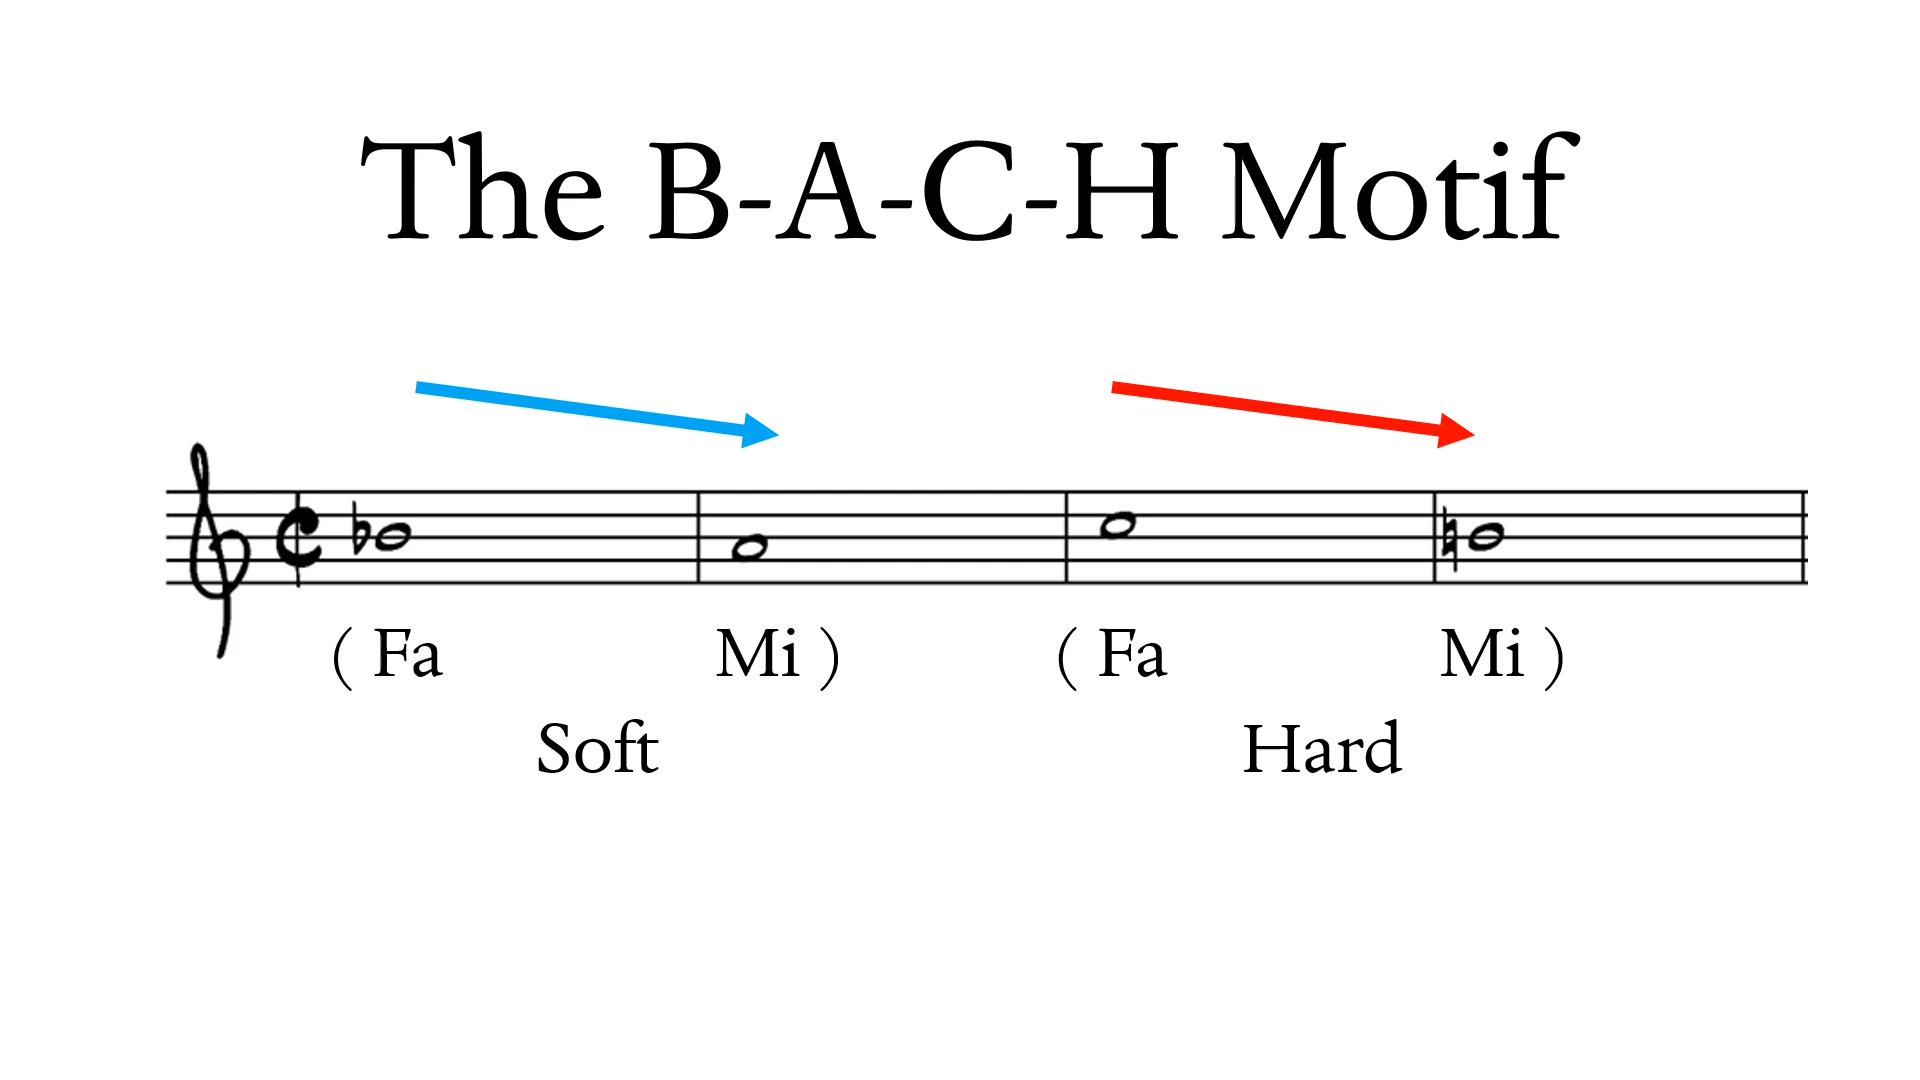 The B-A-C-H Motif
( Fa Mi ) ( Fa Mi )
Soft Hard